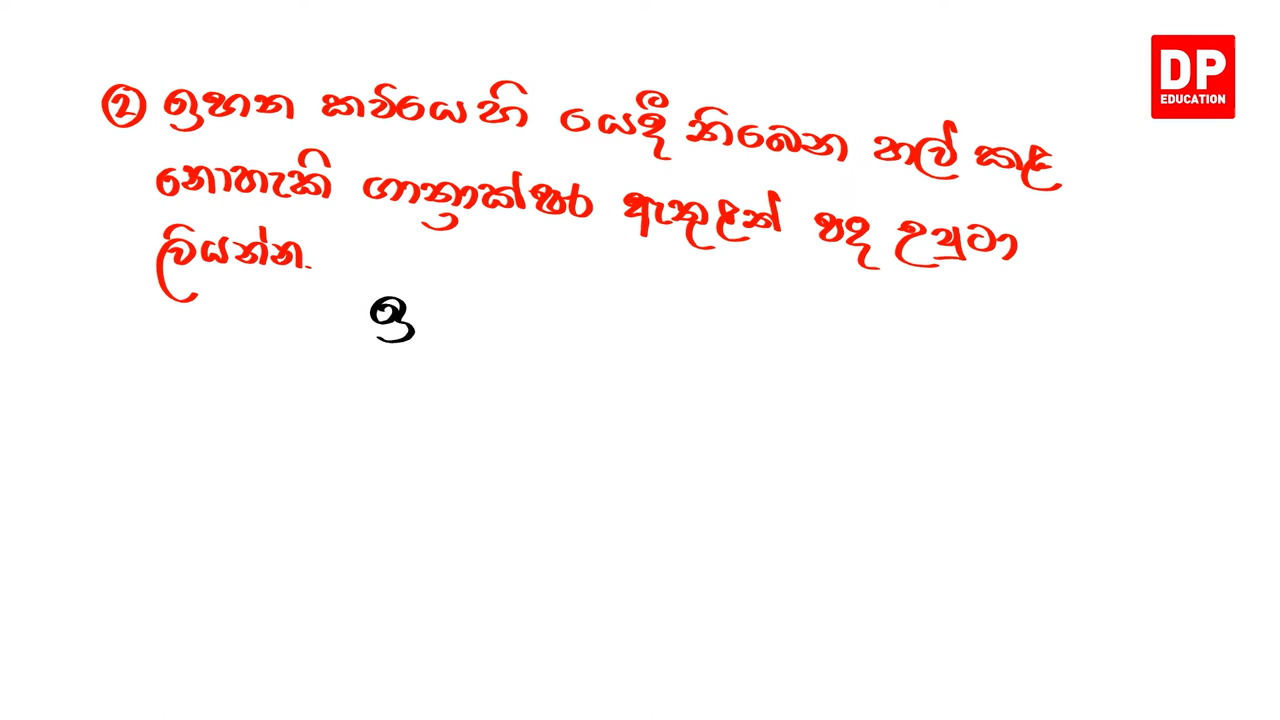 DP
EDUCATION
② ඉහත කවියෙහි යෙදී තිබෙන හල් කළ
නොහැකි ගාත්‍රාක්ෂර ඇතුළත් පද උපුටා
ලියන්න.
ඉ